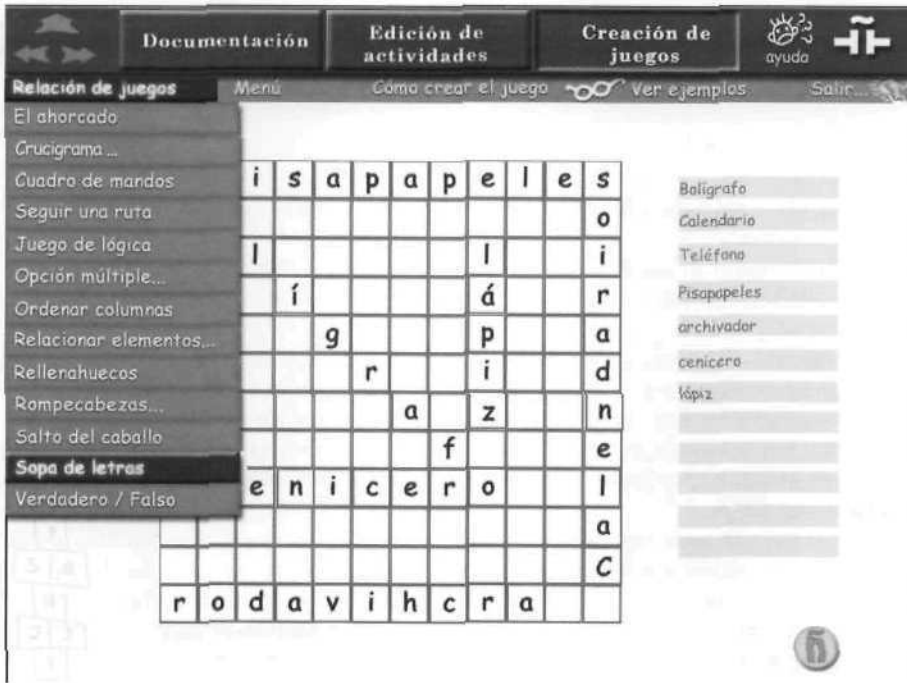 Documentación
Edición de
actividades
Creación de
juegos
ayuda
Relación de juegos
Menú
Cómo crear el juego
Ver ejemplos
Salir...
El ahorcado
Crucigrama ...
Cuadro de mandos
Seguir una ruta
Juego de lógica
Opción múltiple...
Ordenar columnas
Relacionar elementos...
Rellenahuecos
Rompecabezas...
Salto del caballo
Sopa de letras
Verdadero / Falso
i s a p a p e l e s
o
l l i
í á r
g p a
r i d
a z n
f e
e n i c e r o l
a
C
r o d a v i h c r a
Bolígrafo
Calendario
Teléfono
Pisapapeles
archivador
cenicero
lápiz
ñ